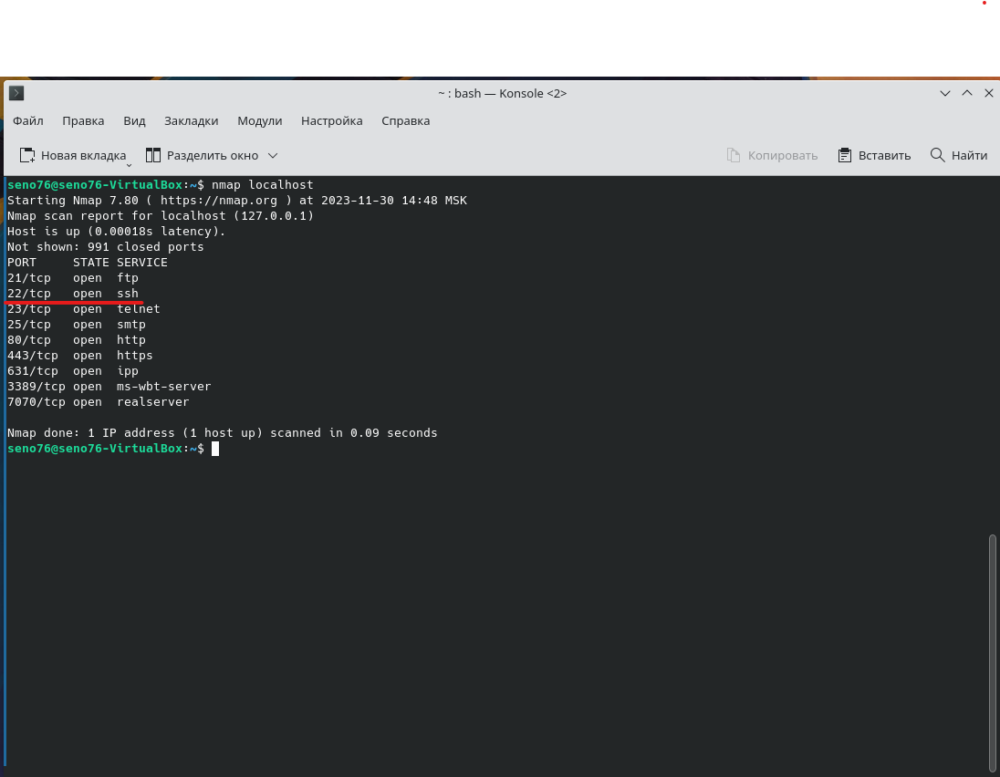 ~ : bash — Konsole <2>
Файл Правка Вид Закладки Модули Настройка Справка
Новая вкладка Разделить окно Копировать Вставить Найти
seno76@seno76-VirtualBox:~$ nmap localhost
Starting Nmap 7.80 ( https://nmap.org ) at 2023-11-30 14:48 MSK
Nmap scan report for localhost (127.0.0.1)
Host is up (0.00018s latency).
Not shown: 991 closed ports
PORT     STATE SERVICE
21/tcp   open  ftp
22/tcp   open  ssh
23/tcp   open  telnet
25/tcp   open  smtp
80/tcp   open  http
443/tcp  open  https
631/tcp  open  ipp
3389/tcp open  ms-wbt-server
7070/tcp open  realserver
Nmap done: 1 IP address (1 host up) scanned in 0.09 seconds
seno76@seno76-VirtualBox:~$